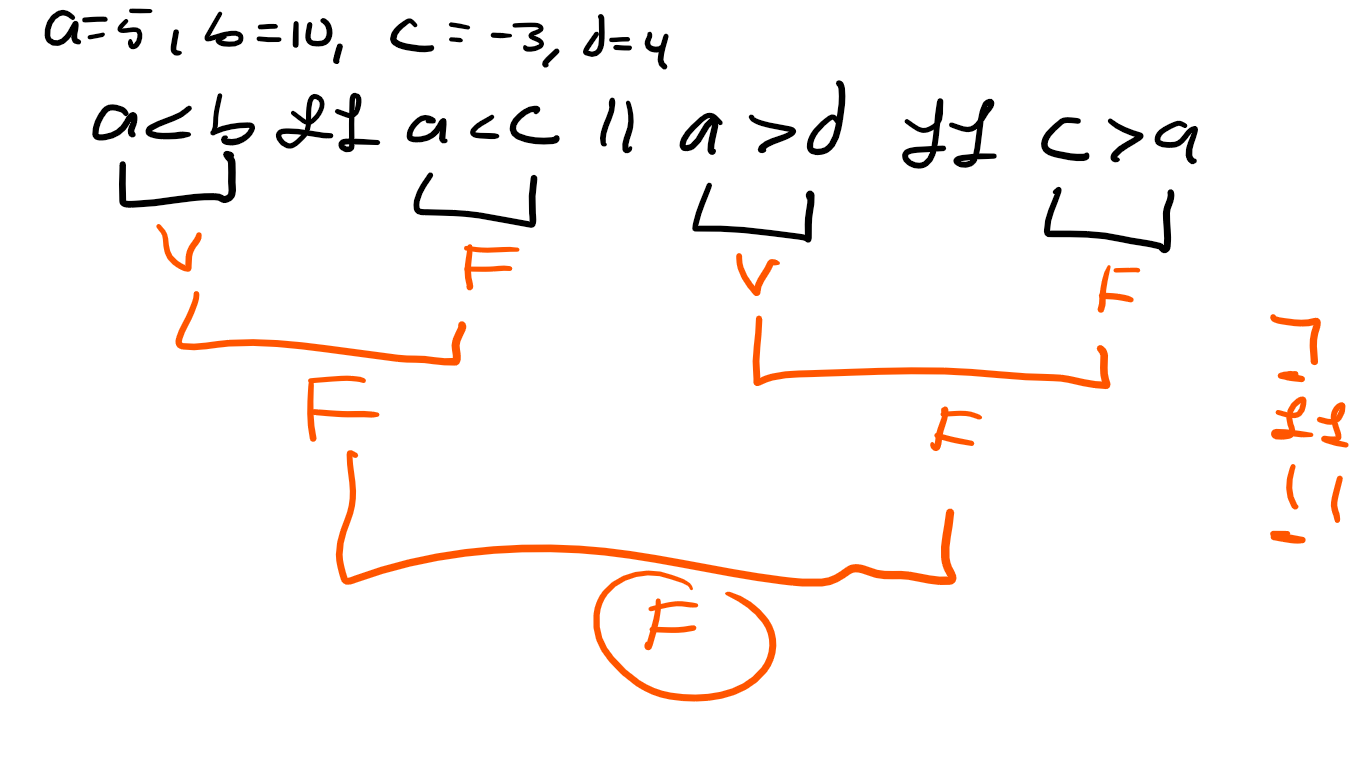 a=5, b=10, c=-3, d=4
a<b && a<c || a>d && c>a
V F V F
F F
F
¬
-
&&
||
-